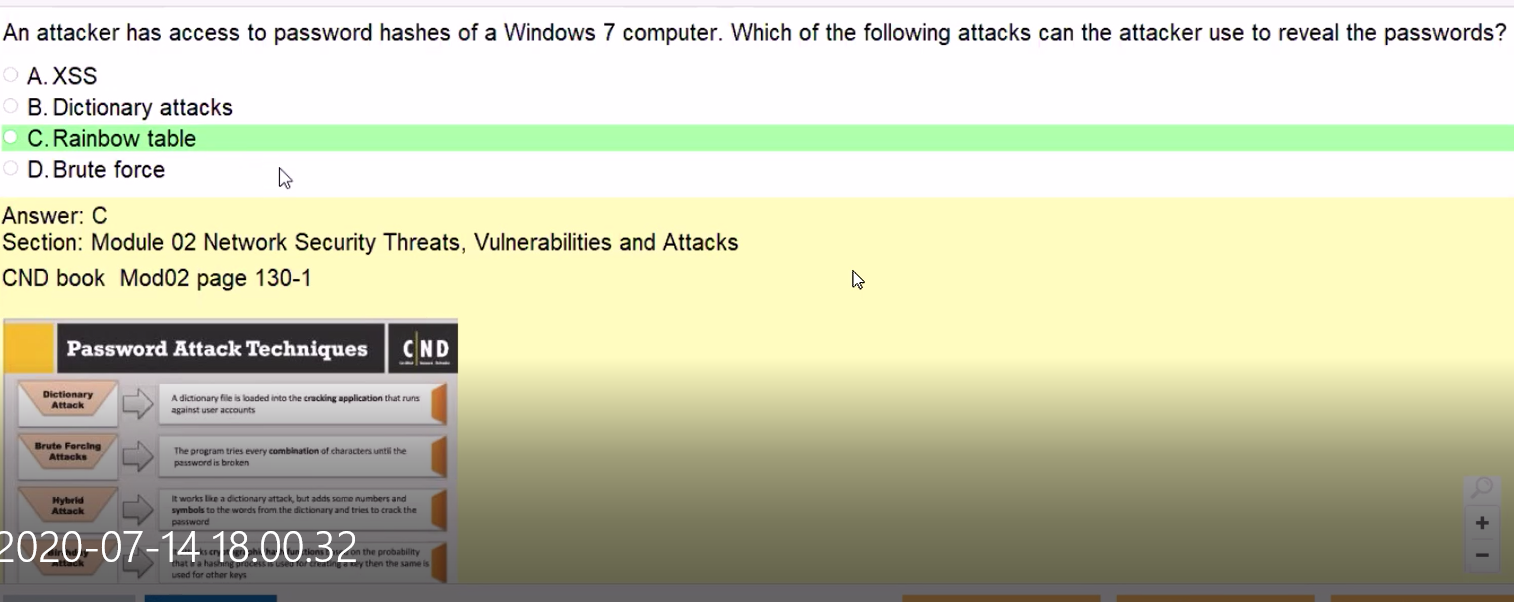 An attacker has access to password hashes of a Windows 7 computer. Which of the following attacks can the attacker use to reveal the passwords?
A. XSS
B. Dictionary attacks
C. Rainbow table
D. Brute force
Answer: C
Section: Module 02 Network Security Threats, Vulnerabilities and Attacks
CND book Mod02 page 130-1
Password Attack Techniques
C|ND
Dictionary
Attack
A dictionary file is loaded into the cracking application that runs
against user accounts
Brute Forcing
Attacks
The program tries every combination of characters until the
password is broken
Hybrid
Attack
It works like a dictionary attack, but adds some numbers and
symbols to the words from the dictionary and tries to crack the
password
Attack
on the probability
that if a hashing process is used for creating a key then the same is
used for other keys
2020-07-14 18.00.32